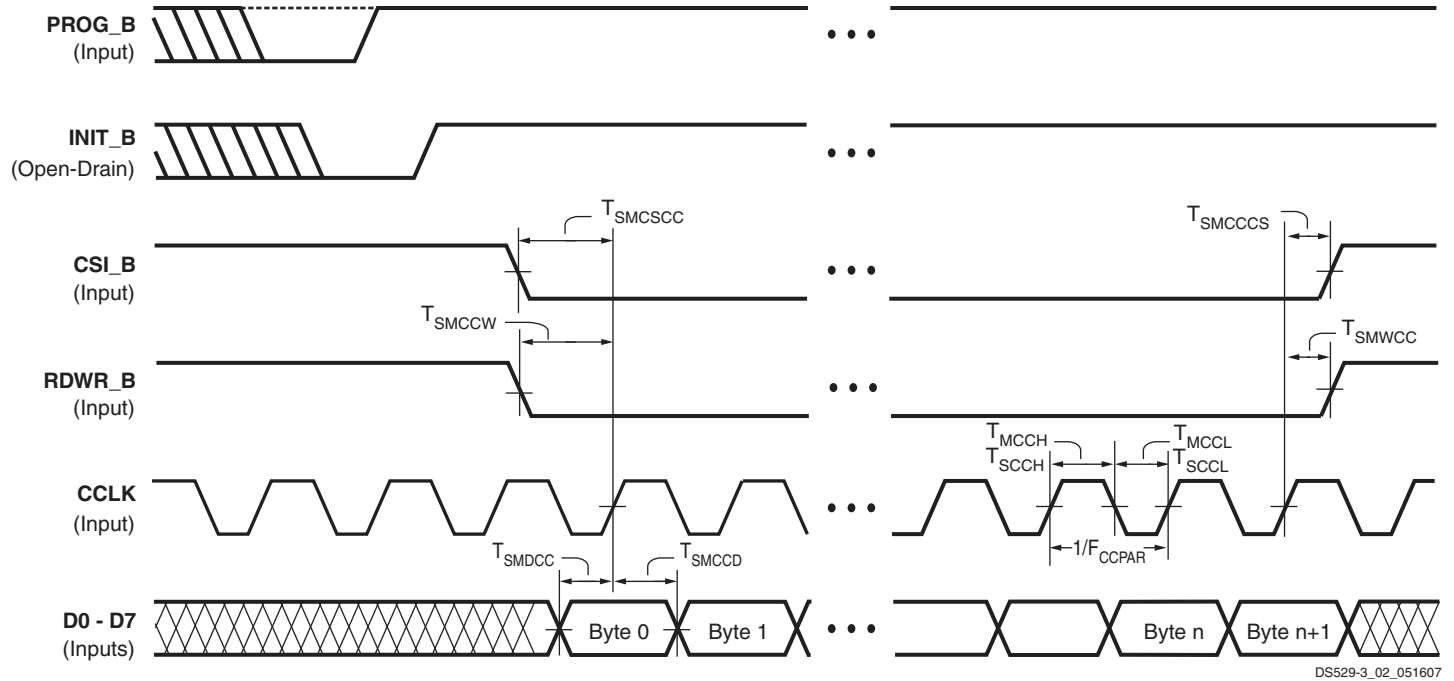 PROG_B
(Input)
INIT_B
(Open-Drain)
T_SMCSCC
T_SMCCCS
CSI_B
(Input)
T_SMCCW
T_SMWCC
RDWR_B
(Input)
T_MCCH
T_SCCH
T_MCCL
T_SCCL
CCLK
(Input)
1/F_CCPAR
T_SMDCC
T_SMCCD
D0 - D7
(Inputs)
Byte 0
Byte 1
Byte n
Byte n+1
DS529-3_02_051607